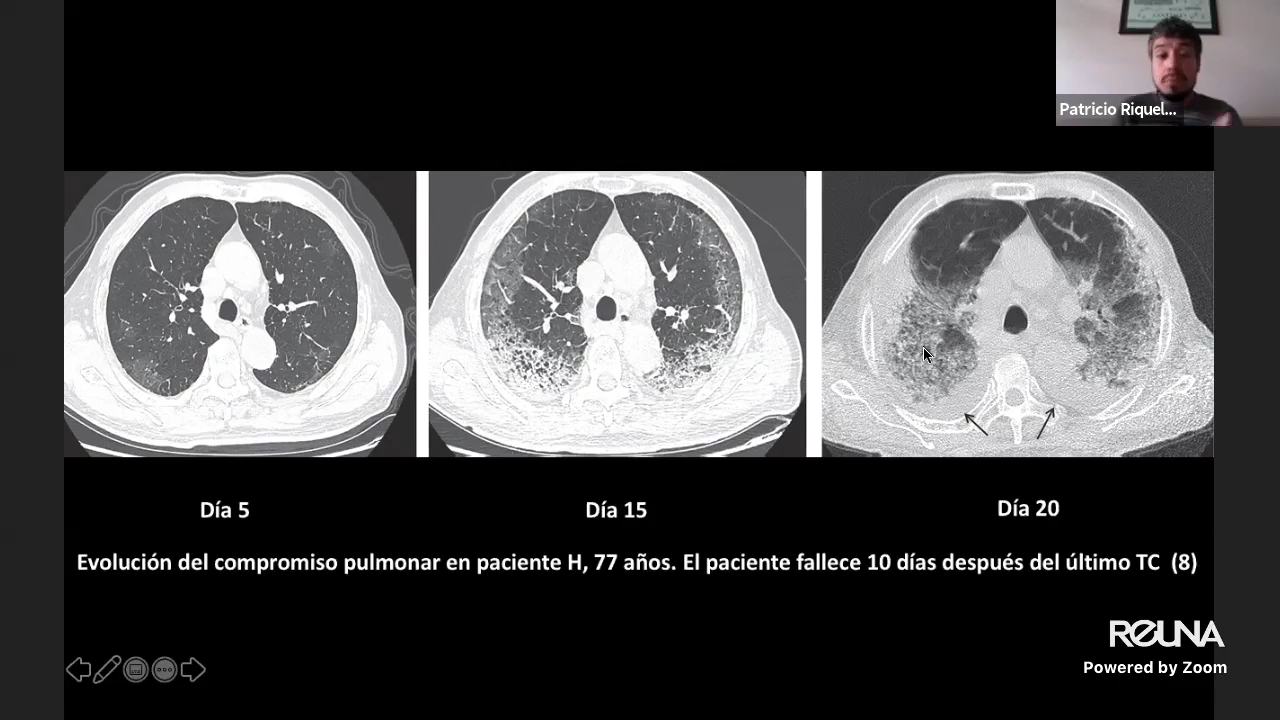 Patricio Riquel...
Día 5
Día 15
Día 20
Evolución del compromiso pulmonar en paciente H, 77 años. El paciente fallece 10 días después del último TC (8)
REUNA
Powered by Zoom